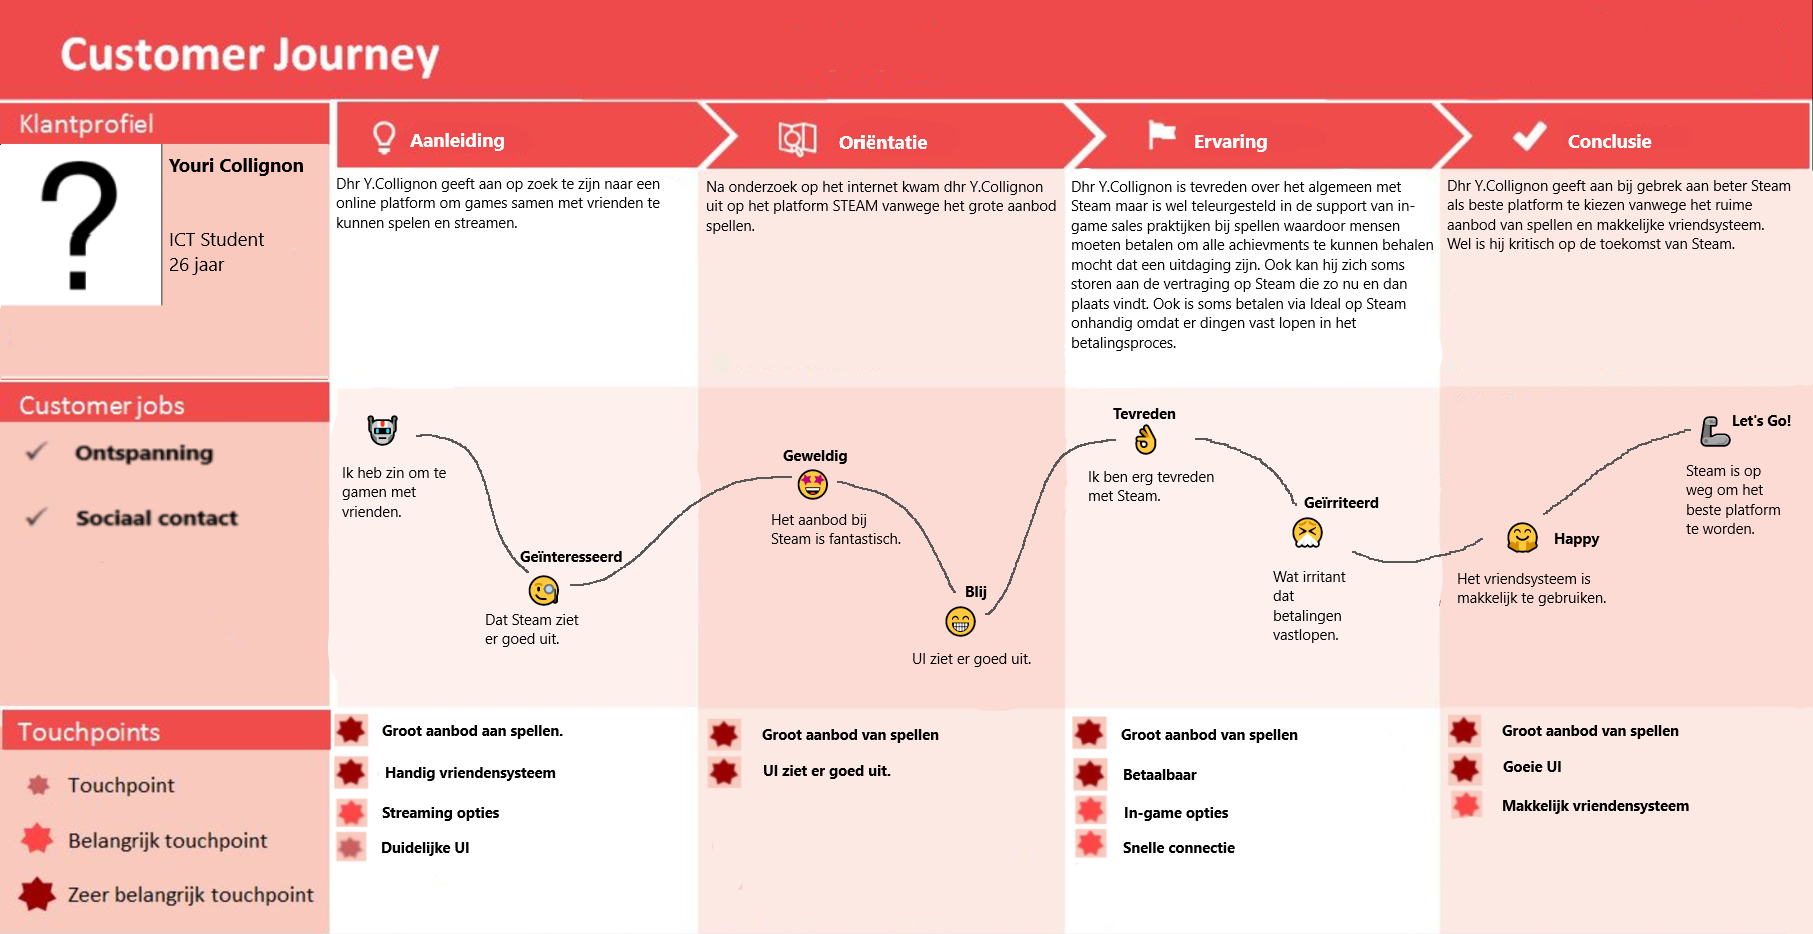 Customer Journey
Klantprofiel
Youri Collignon
ICT Student
26 jaar
Customer jobs
Ontspanning
Sociaal contact
Touchpoints
Touchpoint
Belangrijk touchpoint
Zeer belangrijk touchpoint
Aanleiding
Dhr Y.Collignon geeft aan op zoek te zijn naar een
online platform om games samen met vrienden te
kunnen spelen en streamen.
Oriëntatie
Na onderzoek op het internet kwam dhr Y.Collignon
uit op het platform STEAM vanwege het grote aanbod
spellen.
Ervaring
Dhr Y.Collignon is tevreden over het algemeen met
Steam maar is wel teleurgesteld in de support van in-
game sales praktijken bij spellen waardoor mensen
moeten betalen om alle achievments te kunnen behalen
mocht dat een uitdaging zijn. Ook kan hij zich soms
storen aan de vertraging op Steam die zo nu en dan
plaats vindt. Ook is soms betalen via Ideal op Steam
onhandig omdat er dingen vast lopen in het
betalingsproces.
Conclusie
Dhr Y.Collignon geeft aan bij gebrek aan beter Steam
als beste platform te kiezen vanwege het ruime
aanbod van spellen en makkelijke vriendsysteem.
Wel is hij kritisch op de toekomst van Steam.
Ik heb zin om te
gamen met
vrienden.
Geïnteresseerd
Dat Steam ziet
er goed uit.
Geweldig
Het aanbod bij
Steam is fantastisch.
Blij
UI ziet er goed uit.
Tevreden
Ik ben erg tevreden
met Steam.
Geïrriteerd
Wat irritant
dat
betalingen
vastlopen.
Happy
Het vriendsysteem is
makkelijk te gebruiken.
Let's Go!
Steam is op
weg om het
beste platform
te worden.
Groot aanbod aan spellen.
Handig vriendensysteem
Streaming opties
Duidelijke UI
Groot aanbod van spellen
UI ziet er goed uit.
Groot aanbod van spellen
Betaalbaar
In-game opties
Snelle connectie
Groot aanbod van spellen
Goeie UI
Makkelijk vriendensysteem